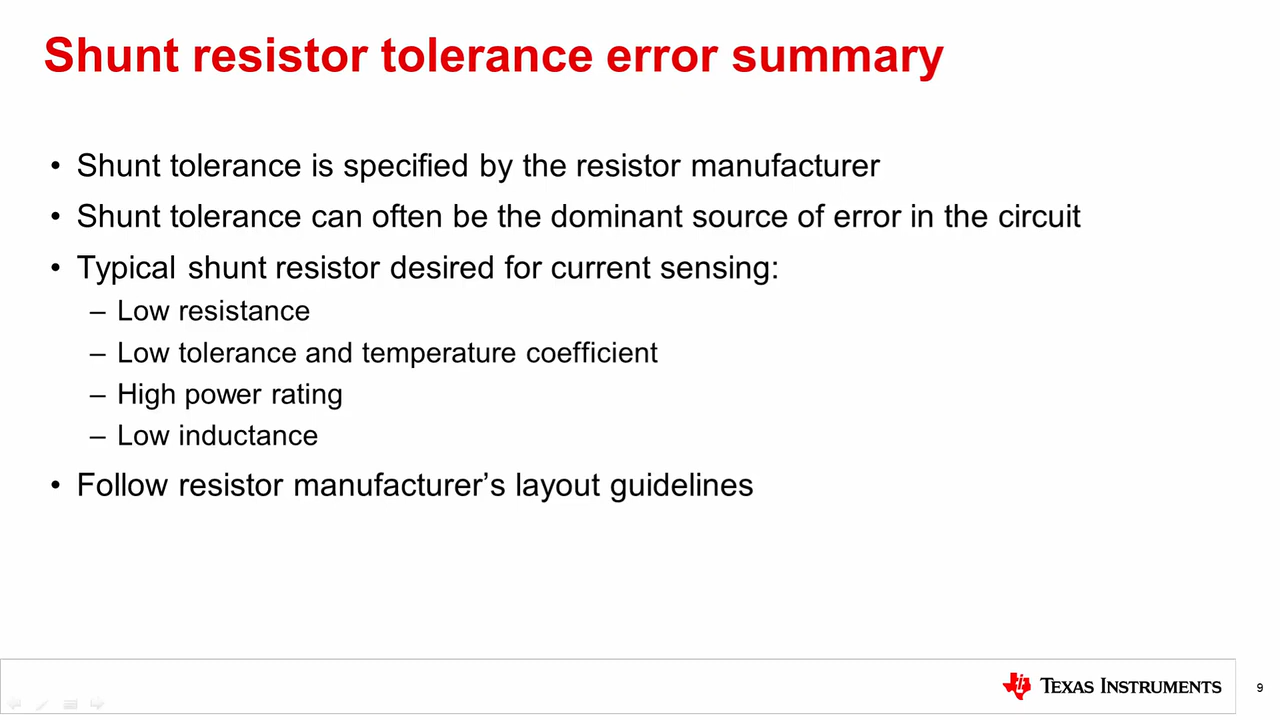 Shunt resistor tolerance error summary
• Shunt tolerance is specified by the resistor manufacturer
• Shunt tolerance can often be the dominant source of error in the circuit
• Typical shunt resistor desired for current sensing:
– Low resistance
– Low tolerance and temperature coefficient
– High power rating
– Low inductance
• Follow resistor manufacturer’s layout guidelines
TEXAS INSTRUMENTS
9